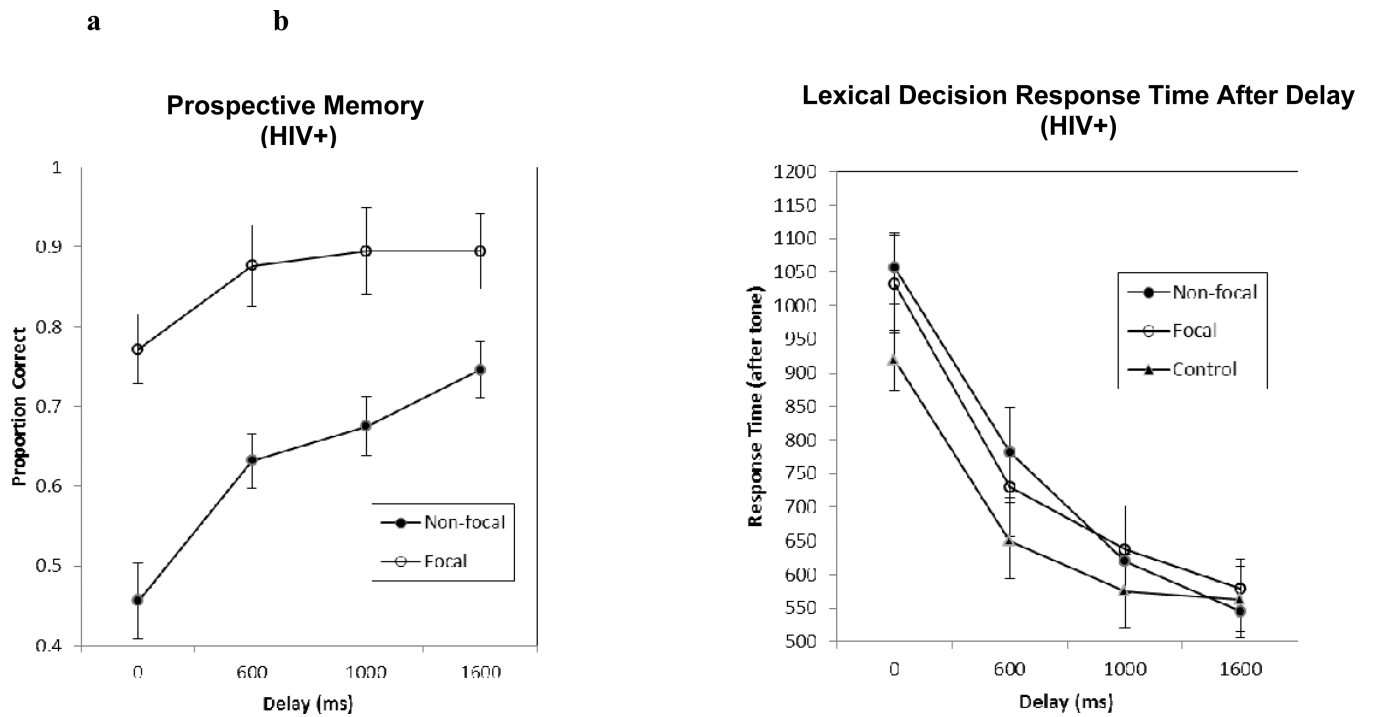 a b
Prospective Memory
(HIV+)
Proportion Correct
1
0.9
0.8
0.7
0.6
0.5
0.4
0 600 1000 1600
Delay (ms)
Non-focal
Focal
Lexical Decision Response Time After Delay
(HIV+)
Response Time (after tone)
1200
1150
1100
1050
1000
950
900
850
800
750
700
650
600
550
500
0 600 1000 1600
Delay (ms)
Non-focal
Focal
Control